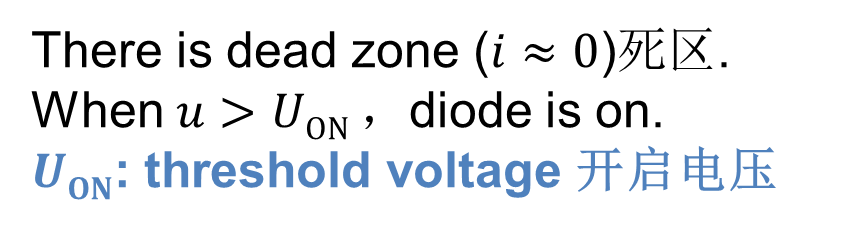 There is dead zone (i ≈ 0)死区.
When u > U_ON，diode is on.
U_ON: threshold voltage 开启电压